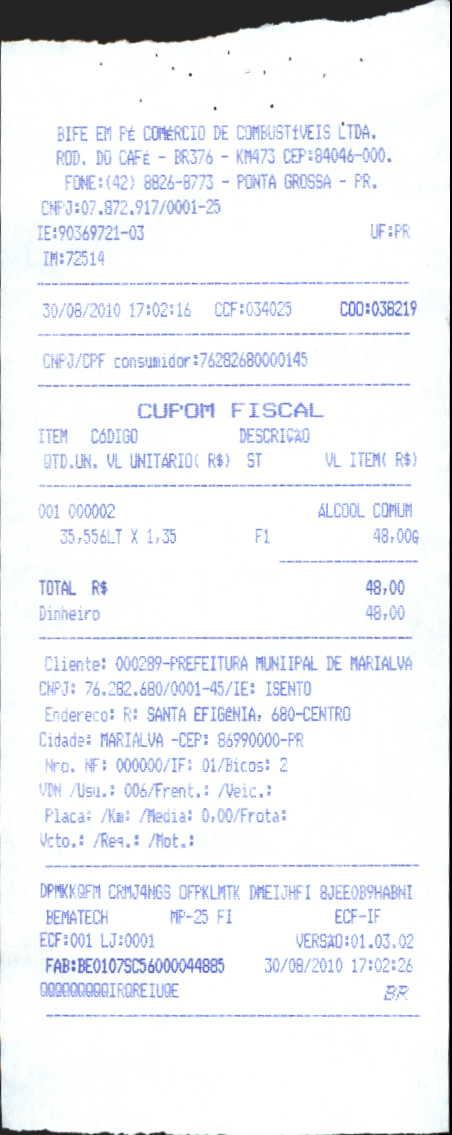 BIFE EM Pé COMéRCIO DE COMBUSTíVEIS LTDA.
ROD. DO CAFé - BR376 - KM473 CEP:84046-000.
FONE:(42) 8826-8773 - PONTA GROSSA - PR.
CNPJ:07.872.917/0001-25
IE:90369721-03 UF:PR
IM:72514
30/08/2010 17:02:16 CCF:034025 COO:038219
CNPJ/CPF consumidor:76282680000145
CUPOM FISCAL
ITEM CóDIGO DESCRIÇãO
QTD.UN. VL UNITáRIO( R$) ST VL ITEM( R$)
001 000002 ALCOOL COMUM
35,556LT X 1,35 F1 48,00G
TOTAL R$ 48,00
Dinheiro 48,00
Cliente: 000289-PREFEITURA MUNIIPAL DE MARIALVA
CNPJ: 76.282.680/0001-45/IE: ISENTO
Endereco: R: SANTA EFIGêNIA, 680-CENTRO
Cidade: MARIALVA -CEP: 86990000-PR
Nro. NF: 000000/IF: 01/Bicos: 2
VDN /Usu.: 006/Frent.: /Veic.:
Placa: /Km: /Media: 0,00/Frota:
Vcto.: /Req.: /Mot.:
DPMKKQFM CRMJ4HGS OFPKLMTK DMEIJHFI 8JEEOB9HABNI
BEMATECH MP-25 FI ECF-IF
ECF:001 LJ:0001 VERSãO:01.03.02
FAB:BE0107SC56000044885 30/08/2010 17:02:26
QQQQQQQQQIRQREIUQE BR